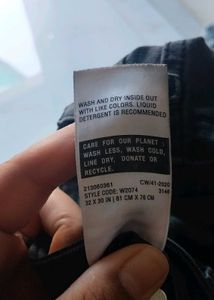 WASH AND DRY INSIDE OUT
WITH LIKE COLORS. LIQUID
DETERGENT IS RECOMMENDED
CARE FOR OUR PLANET :
WASH LESS, WASH COLD,
LINE DRY, DONATE OR
RECYCLE.
213060361 CW/41-2020
STYLE CODE: W2074 3146
32 X 30 IN | 81 CM X 76 CM